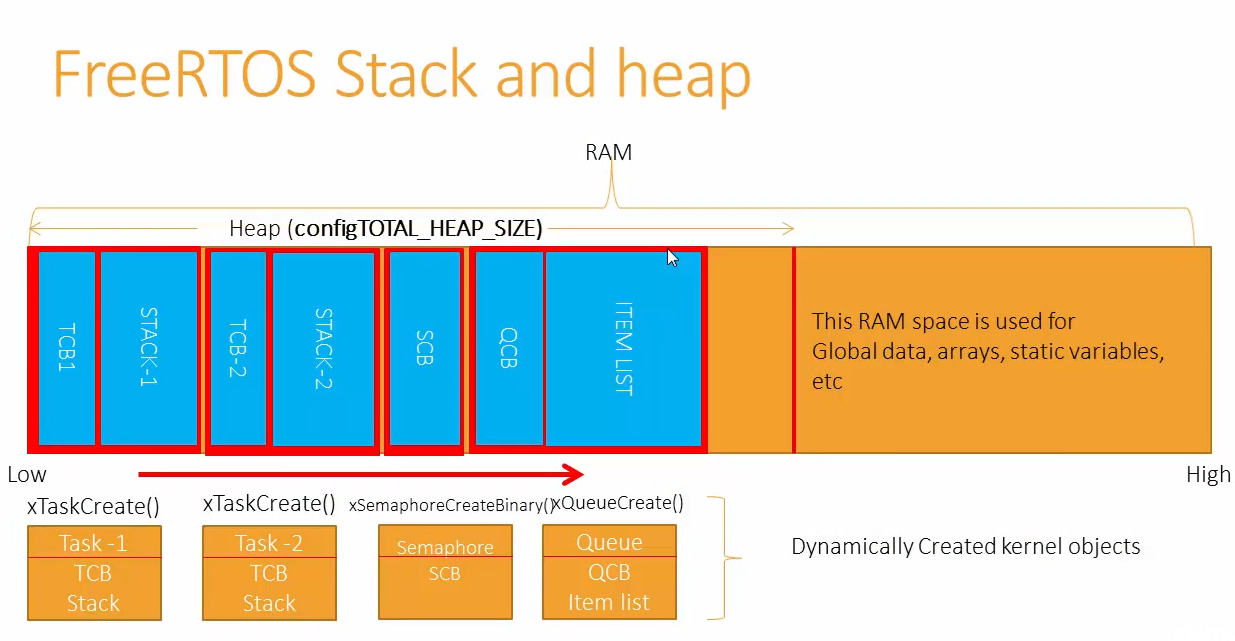 FreeRTOS Stack and heap
RAM
Heap (configTOTAL_HEAP_SIZE)
TCB1
STACK-1
TCB-2
STACK-2
SCB
QCB
ITEM LIST
This RAM space is used for
Global data, arrays, static variables,
etc
Low
High
xTaskCreate()
xTaskCreate()
xSemaphoreCreateBinary()
xQueueCreate()
Task -1
TCB
Stack
Task -2
TCB
Stack
Semaphore
SCB
Queue
QCB
Item list
Dynamically Created kernel objects